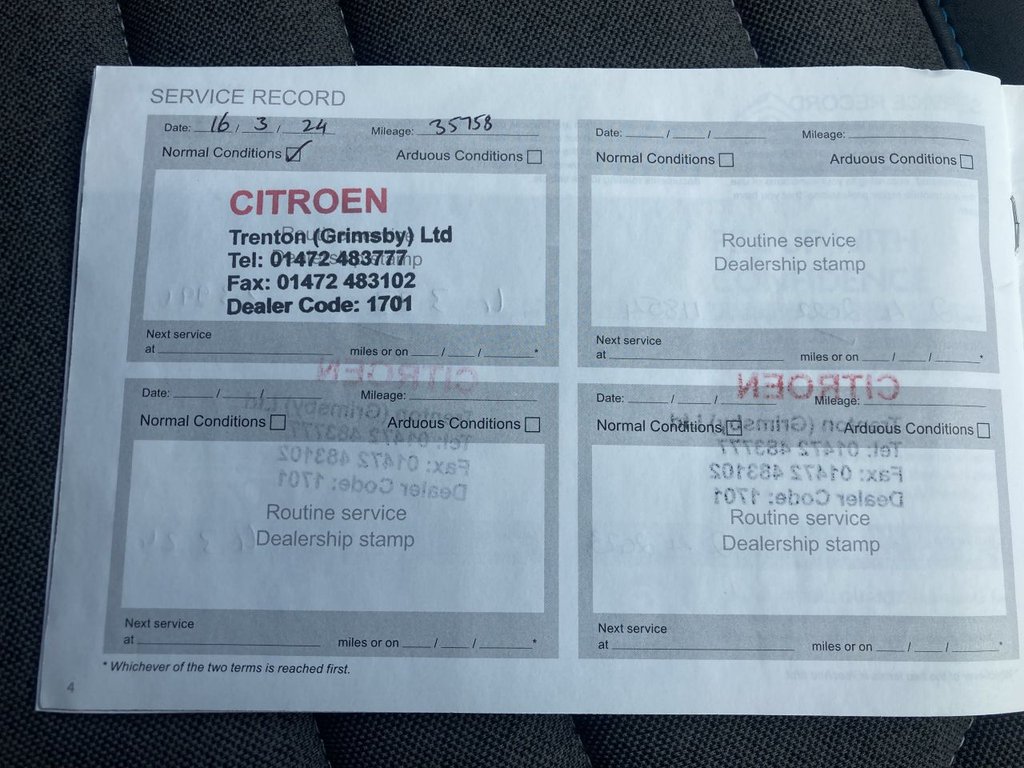 SERVICE RECORD
Date: 16 / 3 / 24 Mileage: 35758
Normal Conditions Arduous Conditions
CITROEN
Routine service
Trenton (Grimsby) Ltd
Dealership stamp
Tel: 01472 483777
Fax: 01472 483102
Dealer Code: 1701
Next service
at miles or on / / *
Date: / / Mileage:
Normal Conditions Arduous Conditions
Routine service
Dealership stamp
Next service
at miles or on / / *
Date: / / Mileage:
Normal Conditions Arduous Conditions
Routine service
Dealership stamp
Next service
at miles or on / / *
Date: / / Mileage:
Normal Conditions Arduous Conditions
Routine service
Dealership stamp
Next service
at miles or on / / *
* Whichever of the two terms is reached first.
4